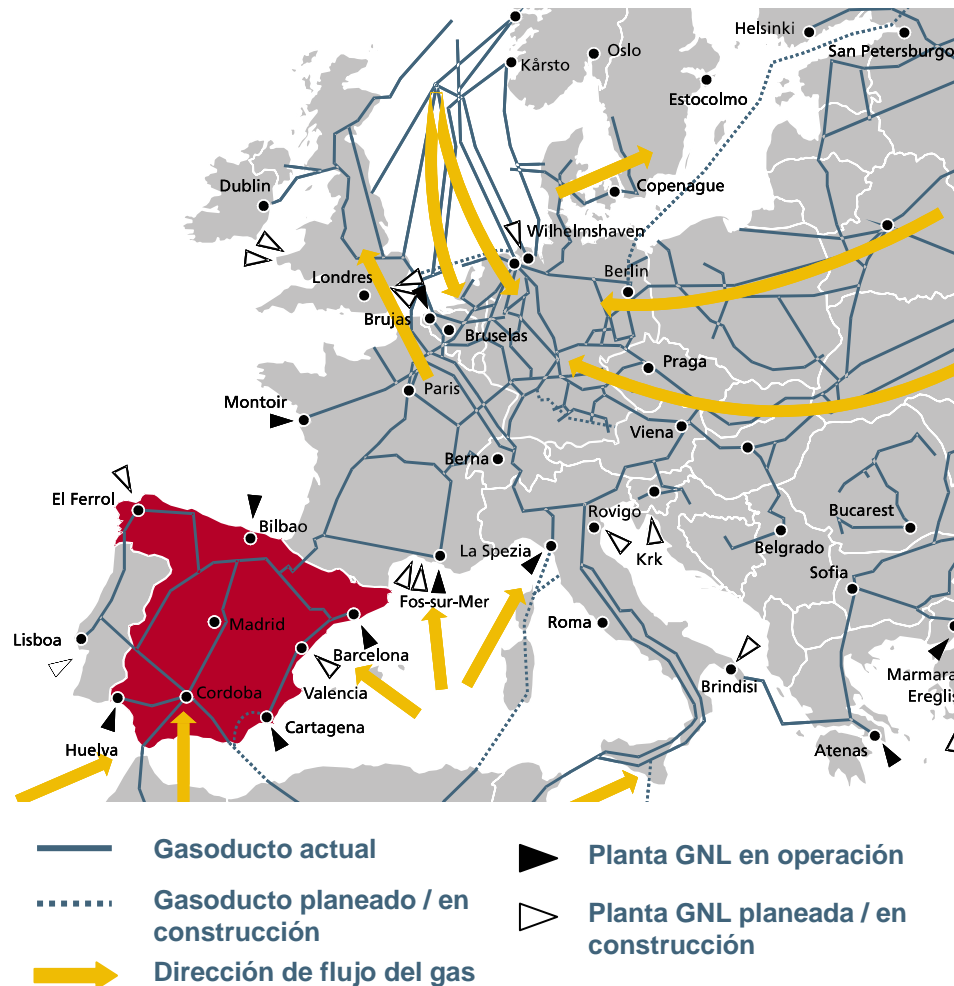 Helsinki
San Petersburgo
Oslo
Kårsto
Estocolmo
Dublin
Copenague
Wilhelmshaven
Londres
Berlin
Brujas
Bruselas
Praga
Paris
Montoir
Viena
Berna
El Ferrol
Bilbao
Rovigo
Bucarest
La Spezia
Krk
Belgrado
Sofia
Fos-sur-Mer
Madrid
Roma
Lisboa
Barcelona
Marmara
Ereglis
Cordoba
Valencia
Brindisi
Cartagena
Huelva
Atenas
Gasoducto actual
Gasoducto planeado / en
construcción
Dirección de flujo del gas
Planta GNL en operación
Planta GNL planeada / en
construcción